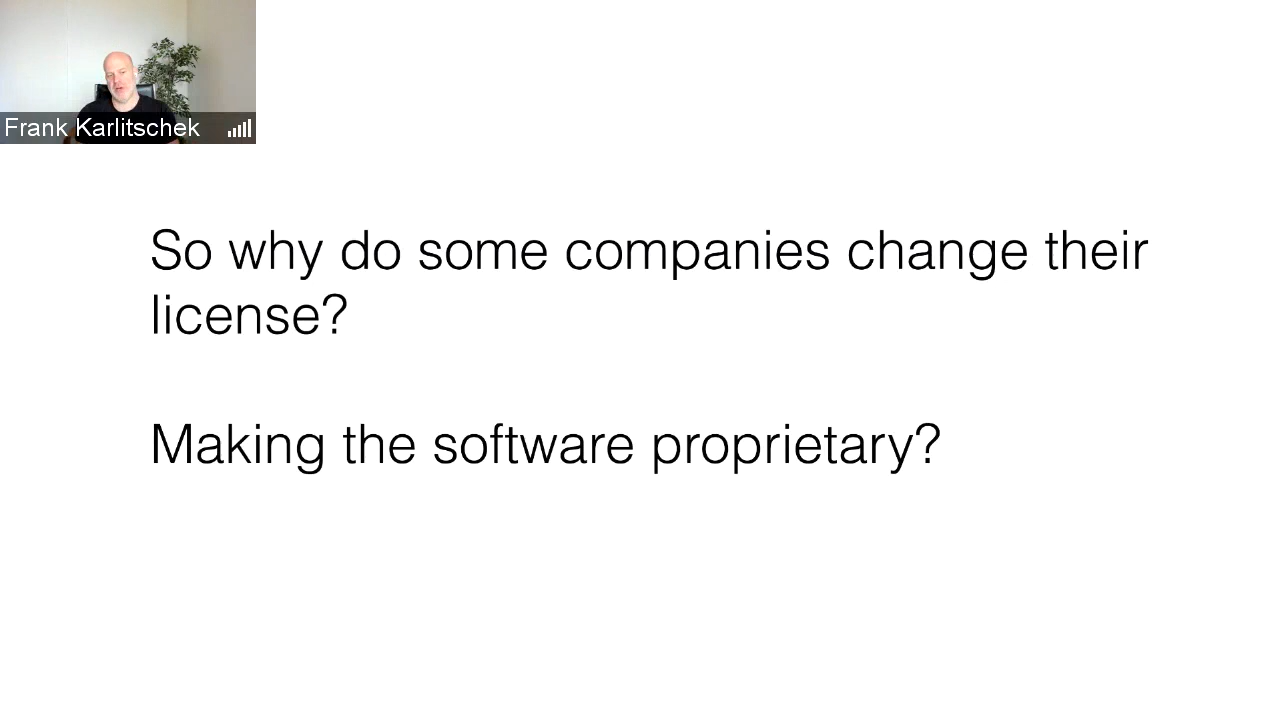 Frank Karlitschek
So why do some companies change their
license?
Making the software proprietary?